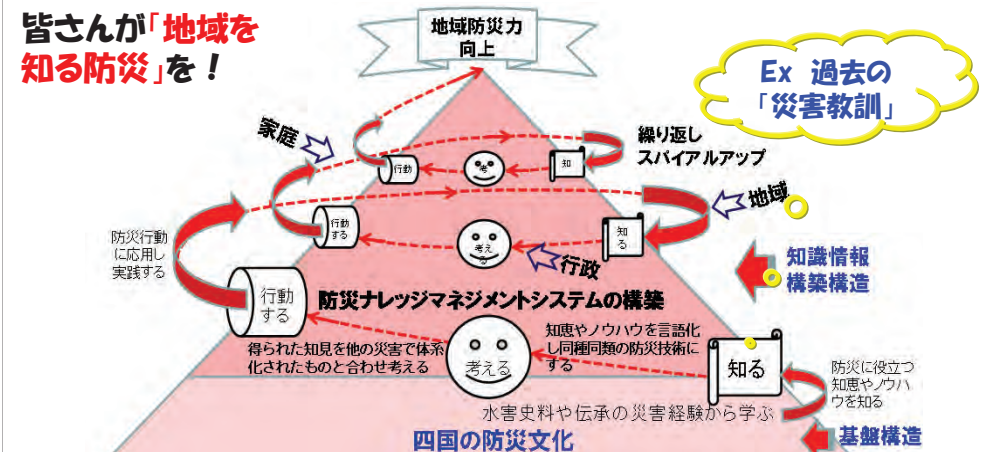 皆さんが「地域を
知る防災」を！
地域防災力
向上
Ex 過去の
「災害教訓」
家庭
繰り返し
スパイアルアップ
行動
考
知
地域
防災行動
に応用し
実践する
行動
する
考え
る
知
る
行政
知識情報
構築構造
防災ナレッジマネジメントシステムの構築
行動
する
得られた知見を他の災害で体系
化されたものと合わせ考える
考える
知恵やノウハウを言語化
し同種同類の防災技術に
する
知る
防災に役立つ
知恵やノウハ
ウを知る
水害史料や伝承の災害経験から学ぶ
四国の防災文化
基盤構造